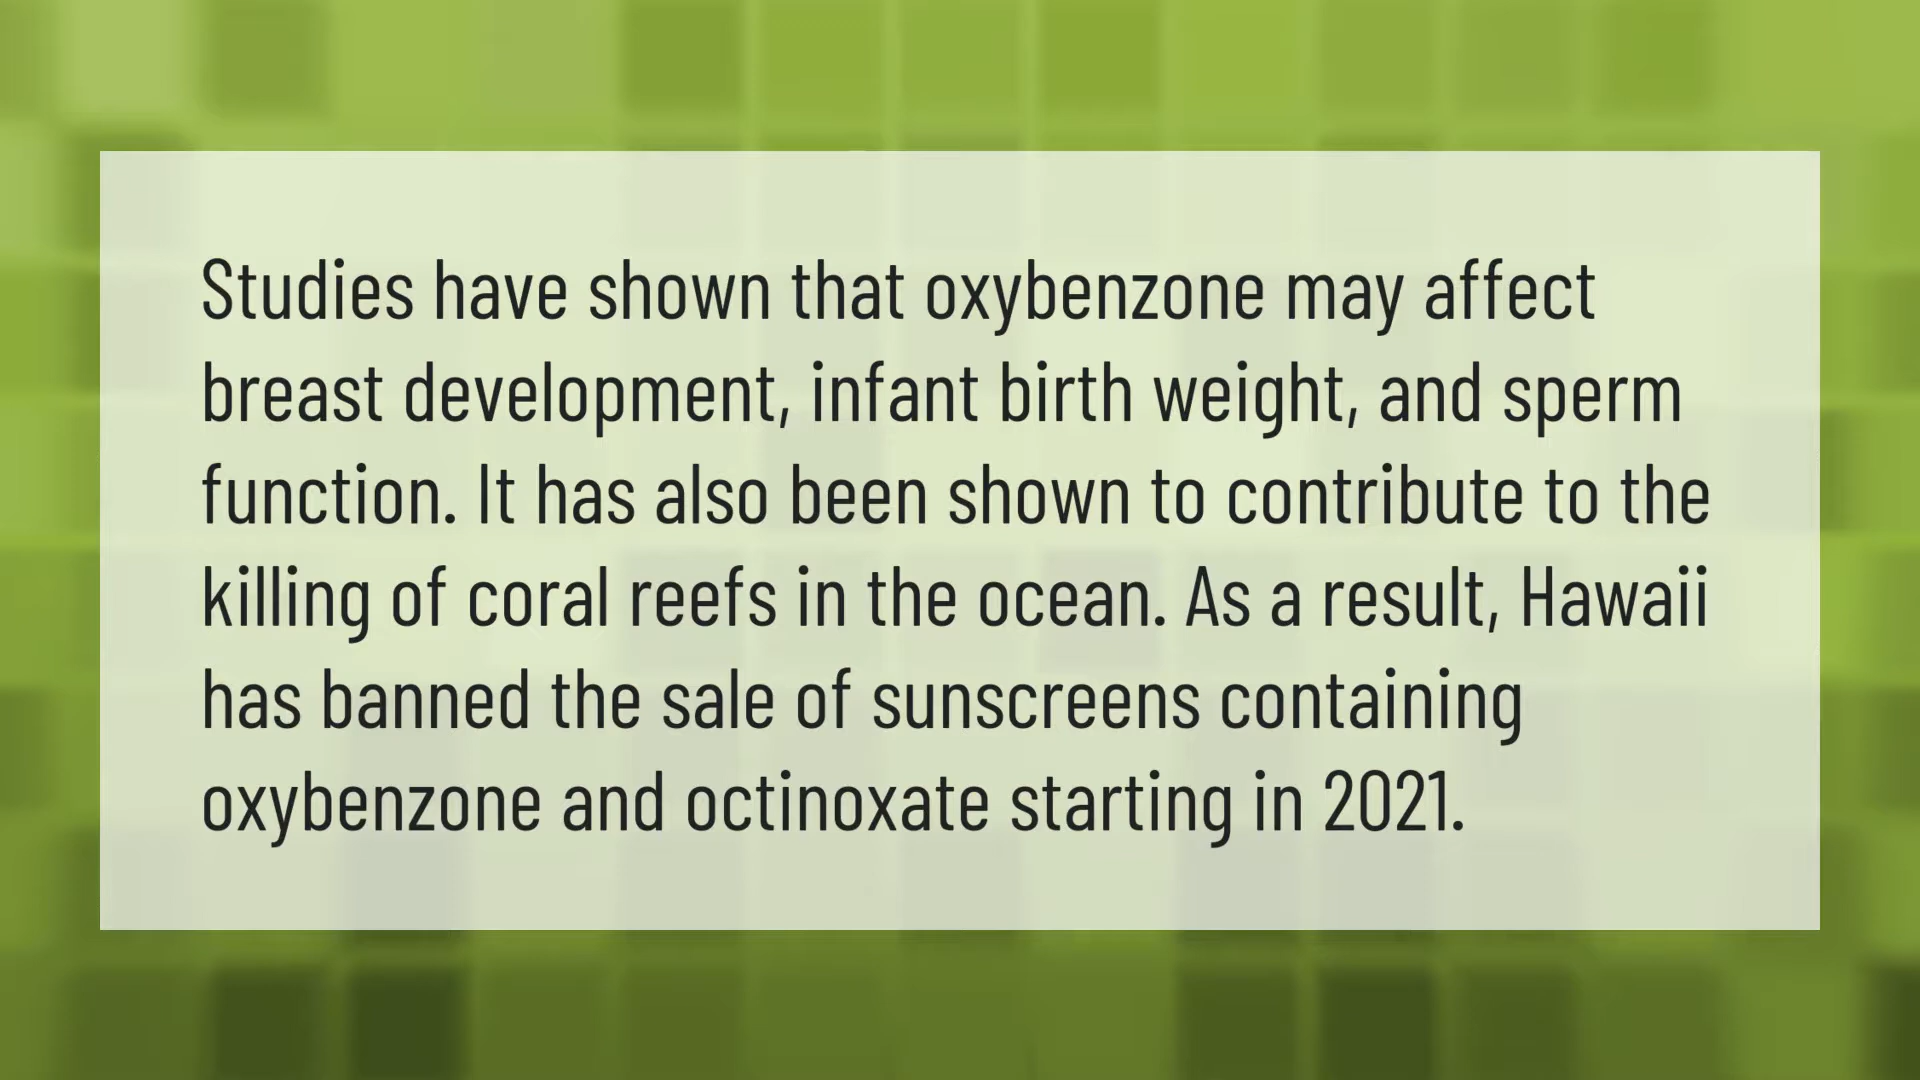 Studies have shown that oxybenzone may affect
breast development, infant birth weight, and sperm
function. It has also been shown to contribute to the
killing of coral reefs in the ocean. As a result, Hawaii
has banned the sale of sunscreens containing
oxybenzone and octinoxate starting in 2021.